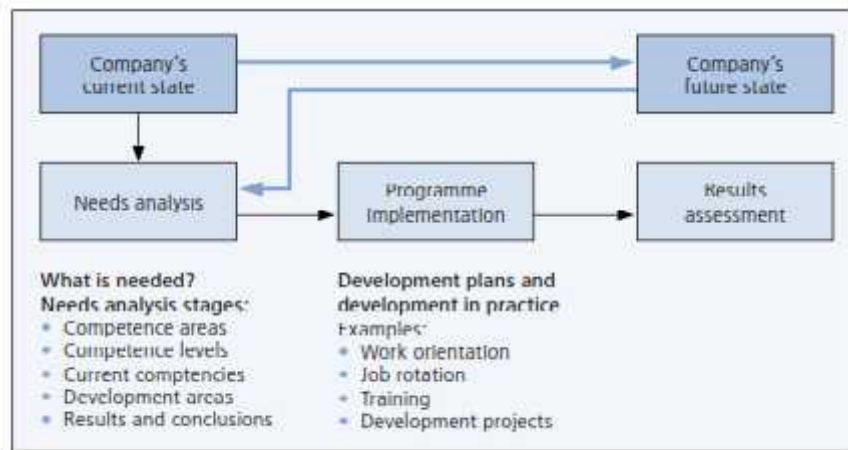 Company's
current state
Company's
future state
Needs analysis
Programme
Implementation
Results
assessment
What is needed?
Needs analysis stages:
• Competence areas
• Competence levels
• Current comptencies
• Development areas
• Results and conclusions
Development plans and
development in practice
Examples:
• Work orientation
• Job rotation
• Training
• Development projects